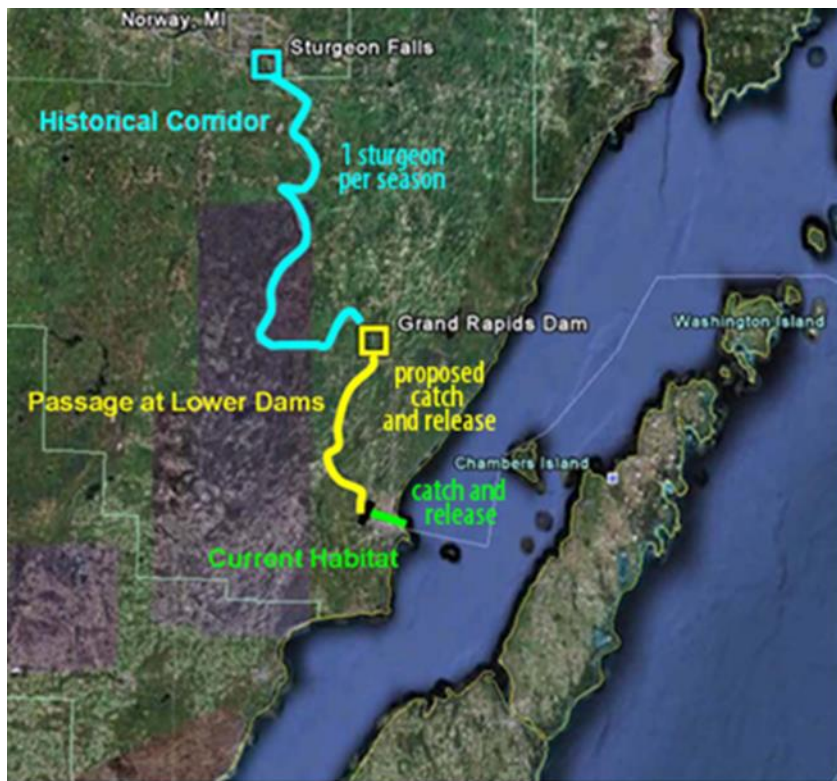 Norway, MI
Sturgeon Falls
Historical Corridor
1 sturgeon
per season
Grand Rapids Dam
Washington Island
proposed
catch
and release
Passage at Lower Dams
Chambers Island
catch and
release
Current Habitat